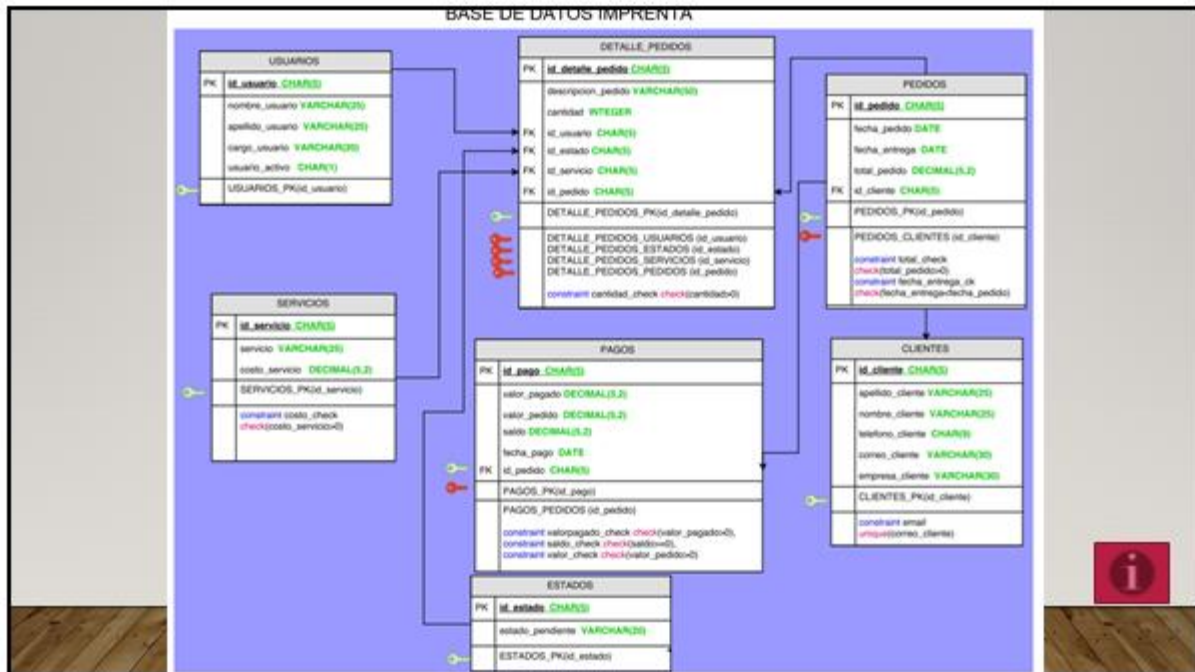 BASE DE DATOS IMPRENTA
USUARIOS
PK id_usuario CHAR(5)
nombre_usuario VARCHAR(25)
apellido_usuario VARCHAR(25)
cargo_usuario VARCHAR(20)
usuario_activo CHAR(1)
USUARIOS_PK(id_usuario)
DETALLE_PEDIDOS
PK id_detalle_pedido CHAR(5)
descripcion_pedido VARCHAR(50)
cantidad INTEGER
FK id_usuario CHAR(5)
FK id_estado CHAR(5)
FK id_servicio CHAR(5)
FK id_pedido CHAR(5)
DETALLE_PEDIDOS_PK(id_detalle_pedido)
DETALLE_PEDIDOS_USUARIOS (id_usuario)
DETALLE_PEDIDOS_ESTADOS (id_estado)
DETALLE_PEDIDOS_SERVICIOS (id_servicio)
DETALLE_PEDIDOS_PEDIDOS (id_pedido)
constraint cantidad_check check(cantidad>0)
PEDIDOS
PK id_pedido CHAR(5)
fecha_pedido DATE
fecha_entrega DATE
total_pedido DECIMAL(5,2)
FK id_cliente CHAR(5)
PEDIDOS_PK(id_pedido)
PEDIDOS_CLIENTES (id_cliente)
constraint total_check
check(total_pedido>0)
constraint fecha_entrega_ck
check(fecha_entrega<fecha_pedido)
SERVICIOS
PK id_servicio CHAR(5)
servicio VARCHAR(25)
costo_servicio DECIMAL(5,2)
SERVICIOS_PK(id_servicio)
constraint costo_check
check(costo_servicio>0)
PAGOS
PK id_pago CHAR(5)
valor_pagado DECIMAL(5,2)
valor_pedido DECIMAL(5,2)
saldo DECIMAL(5,2)
fecha_pago DATE
FK id_pedido CHAR(5)
PAGOS_PK(id_pago)
PAGOS_PEDIDOS (id_pedido)
constraint valorpagado_check check(valor_pagado>0),
constraint saldo_check check(saldo>=0),
constraint valor_check check(valor_pedido>0)
CLIENTES
PK id_cliente CHAR(5)
apellido_cliente VARCHAR(25)
nombre_cliente VARCHAR(25)
telefono_cliente CHAR(9)
correo_cliente VARCHAR(30)
empresa_cliente VARCHAR(30)
CLIENTES_PK(id_cliente)
constraint email
unique(correo_cliente)
ESTADOS
PK id_estado CHAR(5)
estado_pendiente VARCHAR(20)
ESTADOS_PK(id_estado)
i